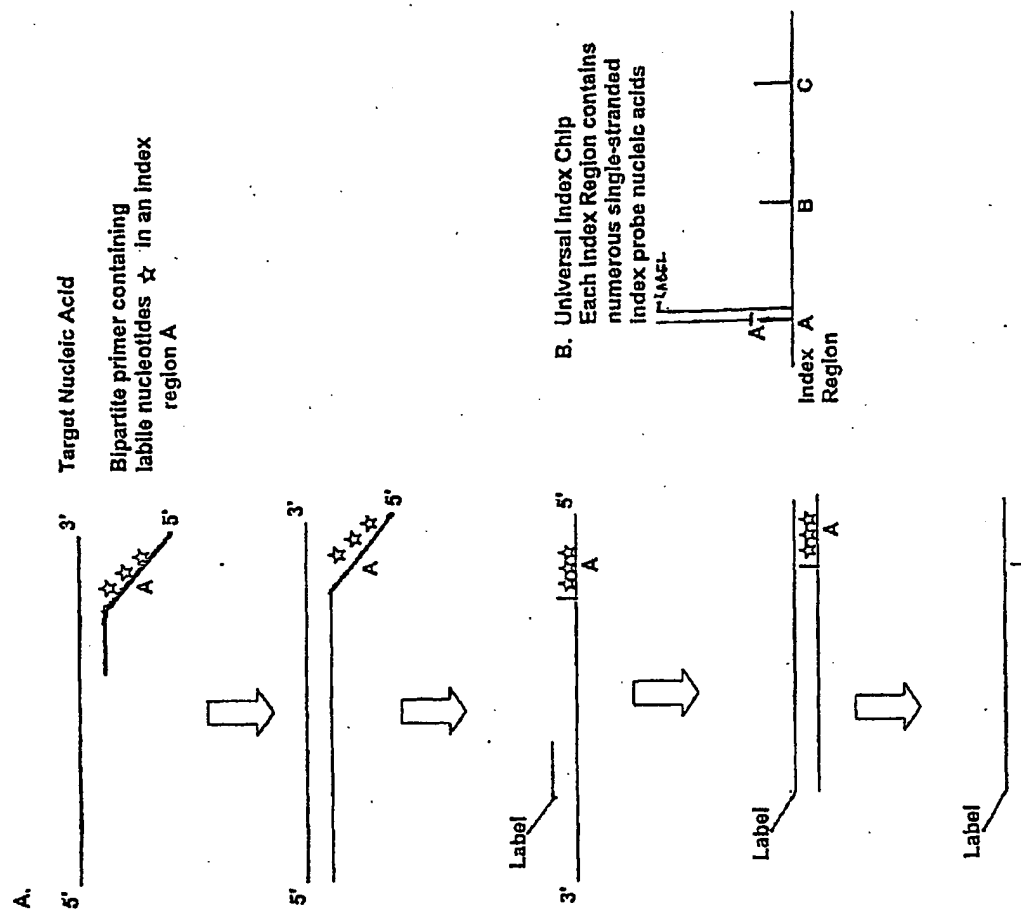 A.
5'
3'
Target Nucleic Acid
Bipartite primer containing
labile nucleotides ☆ in an index
region A
A
5'
5'
3'
A
5'
Label
3'
5'
A
Label
A
Label
B. Universal Index Chip
Each Index Region contains
numerous single-stranded
index probe nucleic acids
LABEL
A
Index
Region
A
B
C